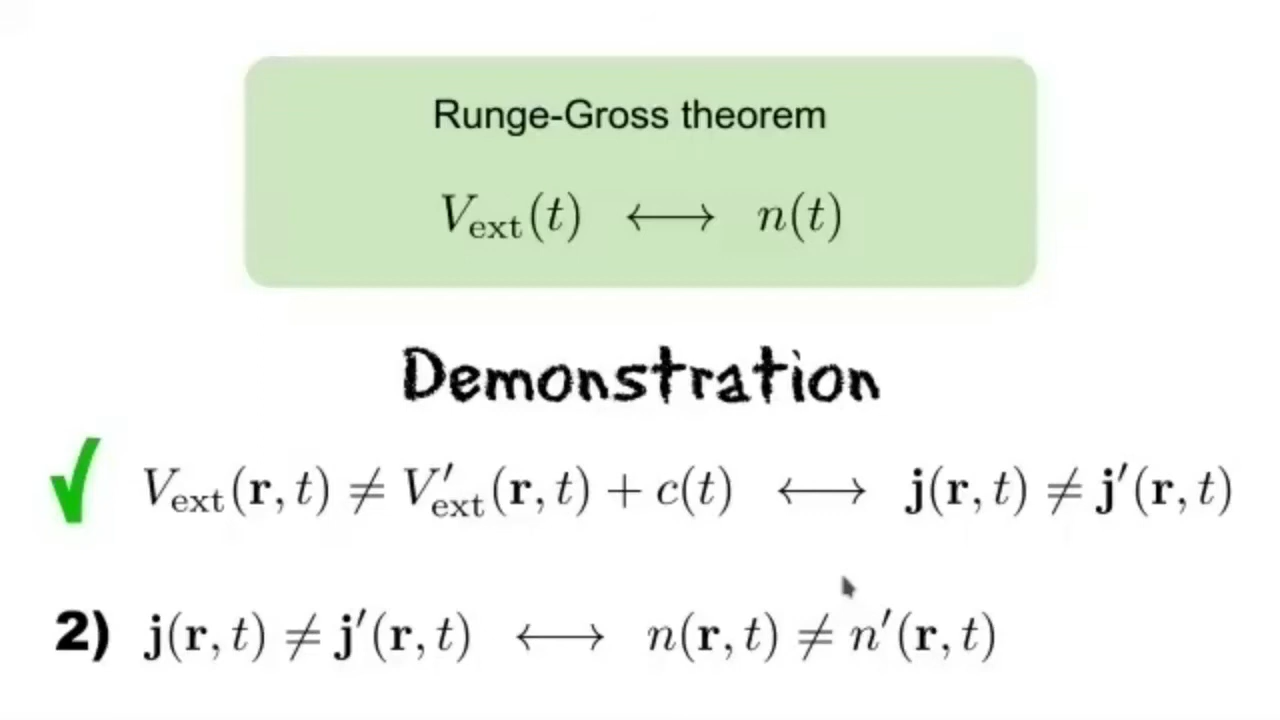 Runge-Gross theorem
V_ext(t) ⟷ n(t)
Demonstration
V_ext(r, t) ≠ V′_ext(r, t) + c(t) ⟷ j(r, t) ≠ j′(r, t)
2) j(r, t) ≠ j′(r, t) ⟷ n(r, t) ≠ n′(r, t)